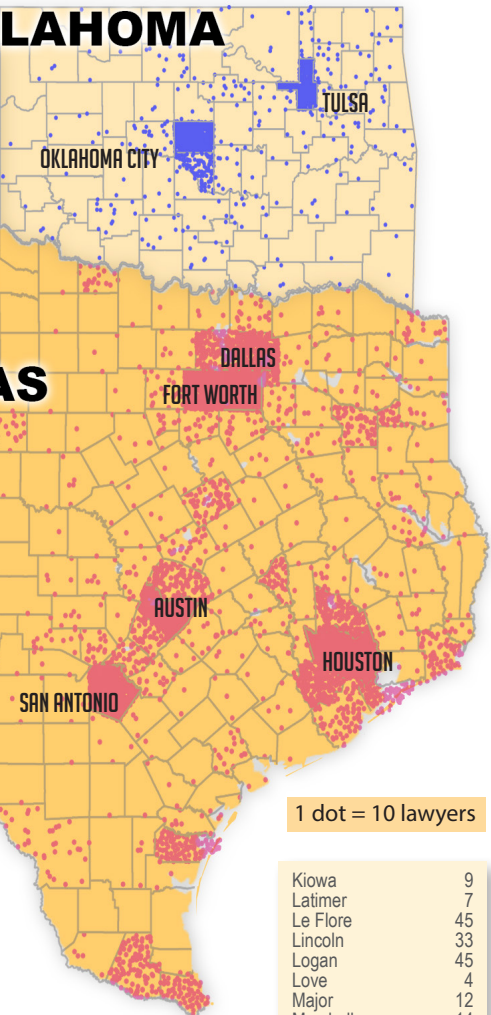 LAHOMA
TULSA
OKLAHOMA CITY
DALLAS
AS
FORT WORTH
AUSTIN
HOUSTON
SAN ANTONIO
1 dot = 10 lawyers
Kiowa 9
Latimer 7
Le Flore 45
Lincoln 33
Logan 45
Love 4
Major 12